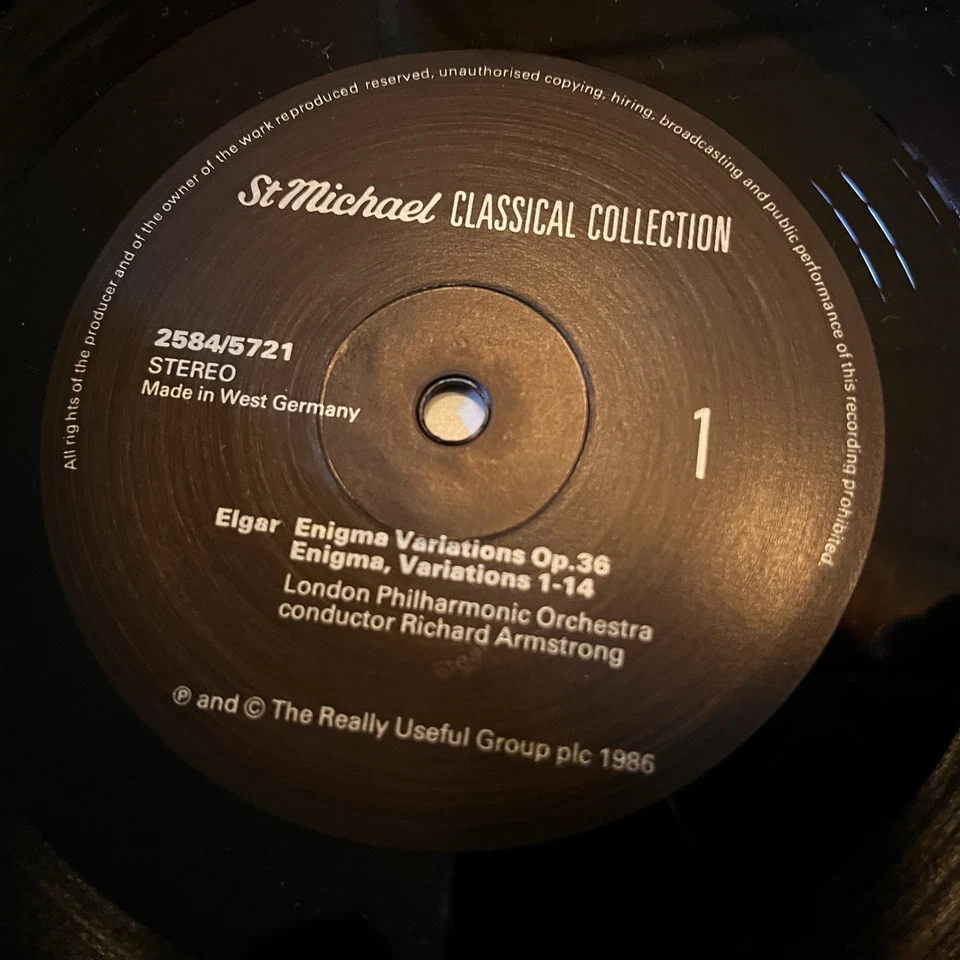 All rights of the producer and of the owner of the work reproduced reserved, unauthorised copying, hiring, broadcasting and public performance of this recording prohibited.
St Michael CLASSICAL COLLECTION
2584/5721
STEREO
Made in West Germany
1
Elgar Enigma Variations Op.36
Enigma, Variations 1-14
London Philharmonic Orchestra
conductor Richard Armstrong
℗ and © The Really Useful Group plc 1986